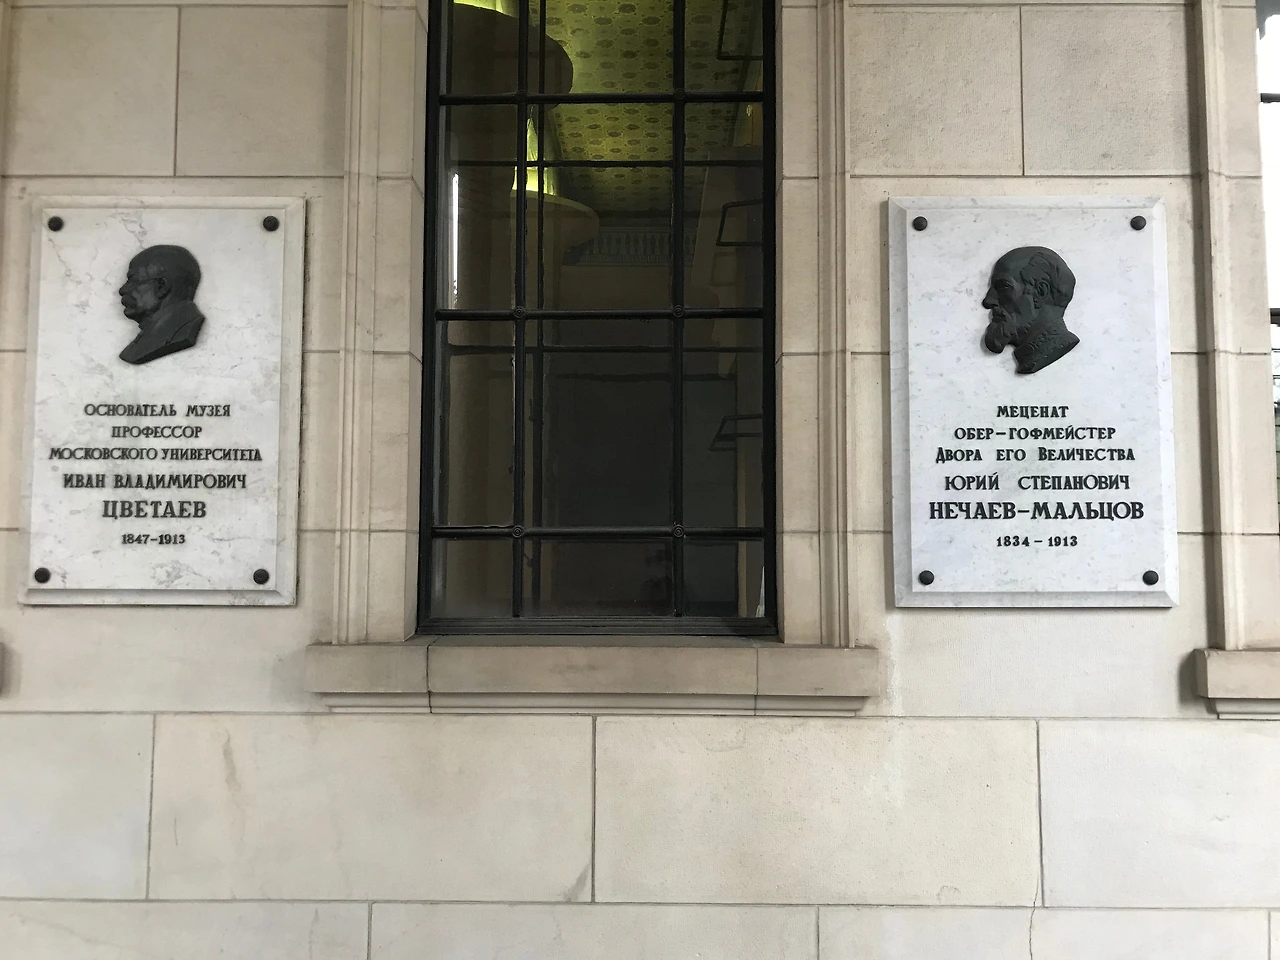 ОСНОВАТЕЛЬ МУЗЕЯ
ПРОФЕССОР
МОСКОВСКОГО УНИВЕРСИТЕТА
ИВАН ВЛАДИМИРОВИЧ
ЦВЕТАЕВ
1847-1913
МЕЦЕНАТ
ОБЕР-ГОФМЕЙСТЕР
ДВОРА ЕГО ВЕЛИЧЕСТВА
ЮРИЙ СТЕПАНОВИЧ
НЕЧАЕВ-МАЛЬЦОВ
1834-1913